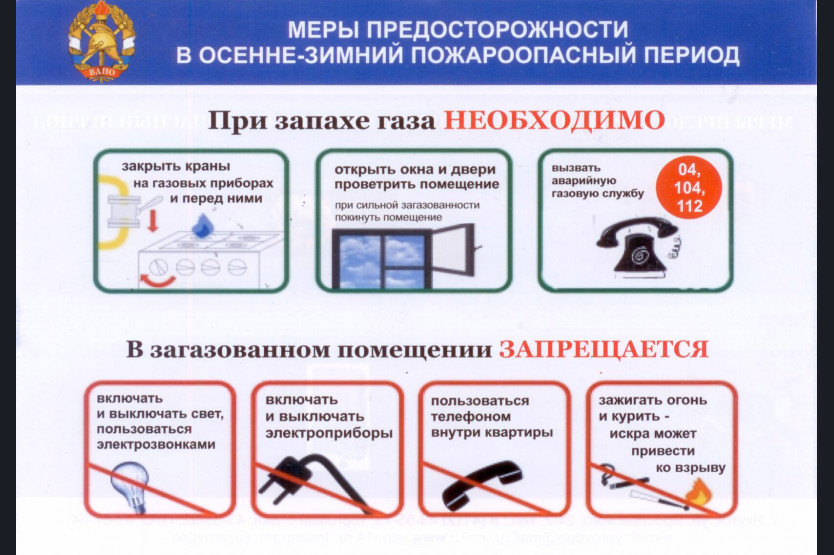 МЕРЫ ПРЕДОСТОРОЖНОСТИ
В ОСЕННЕ-ЗИМНИЙ ПОЖАРООПАСНЫЙ ПЕРИОД
ВДПО
При запахе газа НЕОБХОДИМО
закрыть краны
на газовых приборах
и перед ними
открыть окна и двери
проветрить помещение
при сильной загазованности
покинуть помещение
вызвать
аварийную
газовую службу
04,
104,
112
В загазованном помещении ЗАПРЕЩАЕТСЯ
включать
и выключать свет,
пользоваться
электрозвонками
включать
и выключать
электроприборы
пользоваться
телефоном
внутри квартиры
зажигать огонь
и курить -
искра может
привести
ко взрыву